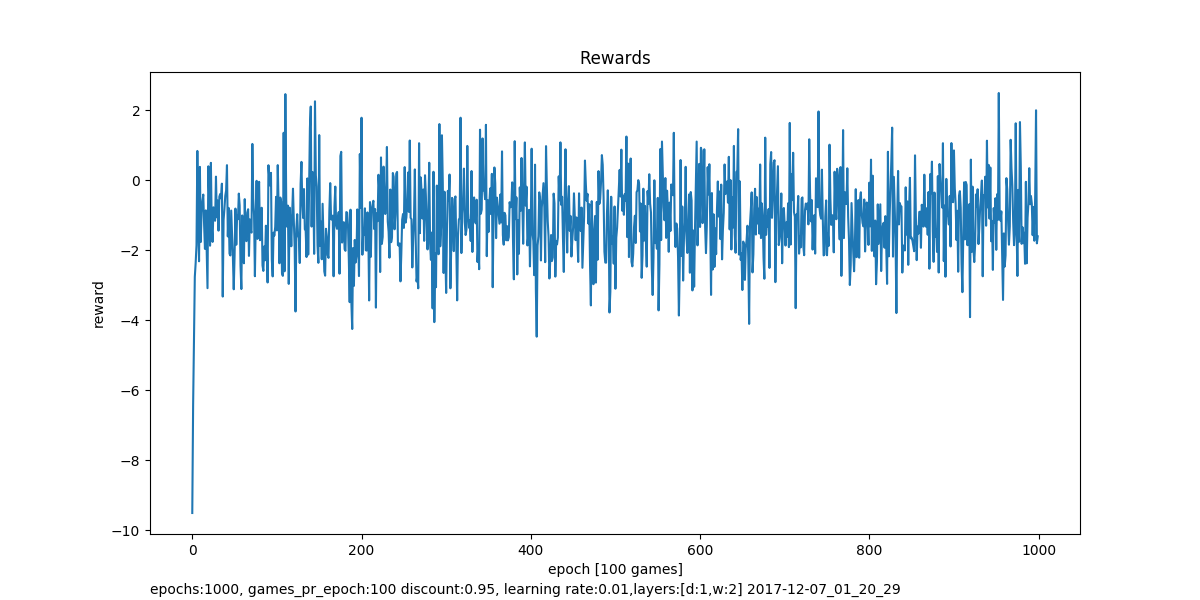 Rewards
2
0
−2
−4
−6
−8
−10
reward
0 200 400 600 800 1000
epoch [100 games]
epochs:1000, games_pr_epoch:100 discount:0.95, learning rate:0.01,layers:[d:1,w:2] 2017-12-07_01_20_29